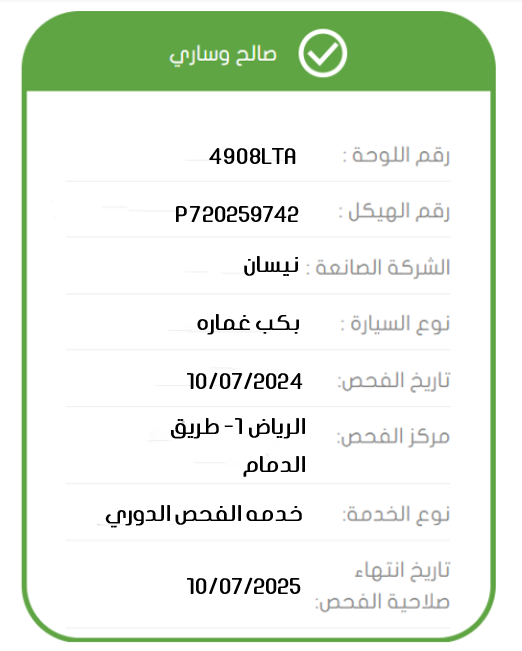 صالح وساري
رقم اللوحة : 4908LTA
رقم الهيكل : P720259742
الشركة الصانعة : نيسان
نوع السيارة : بكب غماره
تاريخ الفحص: 10/07/2024
مركز الفحص: الرياض 1- طريق
الدمام
نوع الخدمة: خدمه الفحص الدوري
تاريخ انتهاء
صلاحية الفحص: 10/07/2025